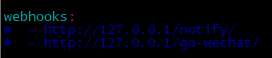 webhooks:
#  - http://127.0.0.1/notify/
#  - http://127.0.0.1/go-wechat/